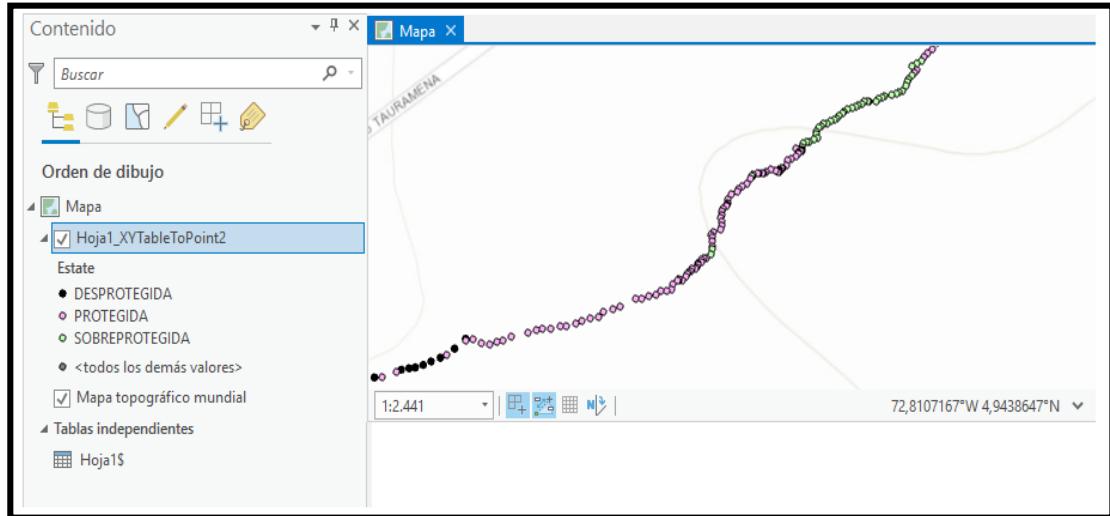 Contenido
Buscar
Orden de dibujo
Mapa
Hoja1_XYTableToPoint2
Estate
DESPROTEGIDA
PROTEGIDA
SOBREPROTEGIDA
<todos los demás valores>
Mapa topográfico mundial
Tablas independientes
Hoja1$
Mapa
TAURAMENA
1:2.441
N
72,8107167°W 4,9438647°N